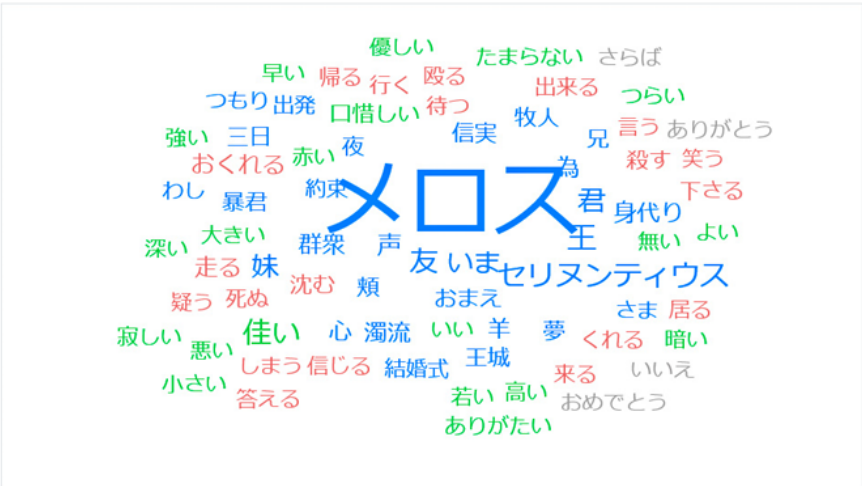 優しい
たまらない さらば
早い 帰る 行く 殴る 出来る つらい
つもり 出発 口惜しい 待つ 牧人
強い 三日 夜 信実 兄 言う ありがとう
おくれる 赤い 為 殺す 笑う
わし 暴君 約束 メロス 君 身代り 下さる
深い 大きい 群衆 声 王 無い よい
走る 妹 沈む 頬 友 いま セリヌンティウス
疑う 死ぬ おまえ さま 居る
寂しい 佳い 心 濁流 いい 羊 夢 くれる 暗い
悪い しまう 信じる 結婚式 王城 来る いいえ
小さい 答える 若い 高い おめでとう
ありがたい